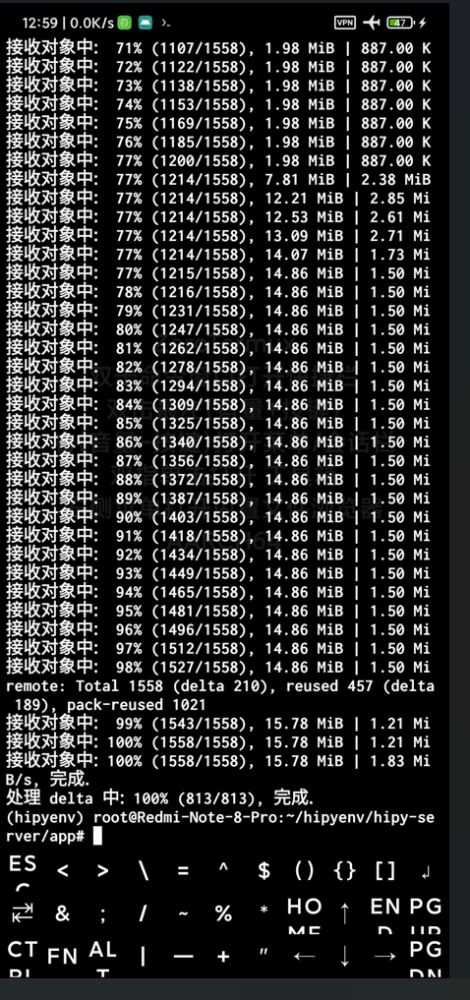 12:59 | 0.0K/s VPN 47
接收对象中:  71% (1107/1558), 1.98 MiB | 887.00 K
接收对象中:  72% (1122/1558), 1.98 MiB | 887.00 K
接收对象中:  73% (1138/1558), 1.98 MiB | 887.00 K
接收对象中:  74% (1153/1558), 1.98 MiB | 887.00 K
接收对象中:  75% (1169/1558), 1.98 MiB | 887.00 K
接收对象中:  76% (1185/1558), 1.98 MiB | 887.00 K
接收对象中:  77% (1200/1558), 1.98 MiB | 887.00 K
接收对象中:  77% (1214/1558), 7.81 MiB | 2.38 MiB
接收对象中:  77% (1214/1558), 12.21 MiB | 2.85 Mi
接收对象中:  77% (1214/1558), 12.53 MiB | 2.61 Mi
接收对象中:  77% (1214/1558), 13.09 MiB | 2.71 Mi
接收对象中:  77% (1214/1558), 14.07 MiB | 1.73 Mi
接收对象中:  77% (1215/1558), 14.86 MiB | 1.50 Mi
接收对象中:  78% (1216/1558), 14.86 MiB | 1.50 Mi
接收对象中:  79% (1231/1558), 14.86 MiB | 1.50 Mi
接收对象中:  80% (1247/1558), 14.86 MiB | 1.50 Mi
接收对象中:  81% (1262/1558), 14.86 MiB | 1.50 Mi
接收对象中:  82% (1278/1558), 14.86 MiB | 1.50 Mi
接收对象中:  83% (1294/1558), 14.86 MiB | 1.50 Mi
接收对象中:  84% (1309/1558), 14.86 MiB | 1.50 Mi
接收对象中:  85% (1325/1558), 14.86 MiB | 1.50 Mi
接收对象中:  86% (1340/1558), 14.86 MiB | 1.50 Mi
接收对象中:  87% (1356/1558), 14.86 MiB | 1.50 Mi
接收对象中:  88% (1372/1558), 14.86 MiB | 1.50 Mi
接收对象中:  89% (1387/1558), 14.86 MiB | 1.50 Mi
接收对象中:  90% (1403/1558), 14.86 MiB | 1.50 Mi
接收对象中:  91% (1418/1558), 14.86 MiB | 1.50 Mi
接收对象中:  92% (1434/1558), 14.86 MiB | 1.50 Mi
接收对象中:  93% (1449/1558), 14.86 MiB | 1.50 Mi
接收对象中:  94% (1465/1558), 14.86 MiB | 1.50 Mi
接收对象中:  95% (1481/1558), 14.86 MiB | 1.50 Mi
接收对象中:  96% (1496/1558), 14.86 MiB | 1.50 Mi
接收对象中:  97% (1512/1558), 14.86 MiB | 1.50 Mi
接收对象中:  98% (1527/1558), 14.86 MiB | 1.50 Mi
remote: Total 1558 (delta 210), reused 457 (delta
189), pack-reused 1021
接收对象中:  99% (1543/1558), 15.78 MiB | 1.21 Mi
接收对象中: 100% (1558/1558), 15.78 MiB | 1.21 Mi
接收对象中: 100% (1558/1558), 15.78 MiB | 1.83 Mi
B/s, 完成.
处理 delta 中: 100% (813/813), 完成.
(hipyenv) root@Redmi-Note-8-Pro:~/hipyenv/hipy-se
rver/app#
ESC < > \ = ^ $ () {} [] ↲
⇄ & ; / ~ % * HOME ↑ END PGUP
CTRL FN ALT | — + " ← ↓ → PGDN